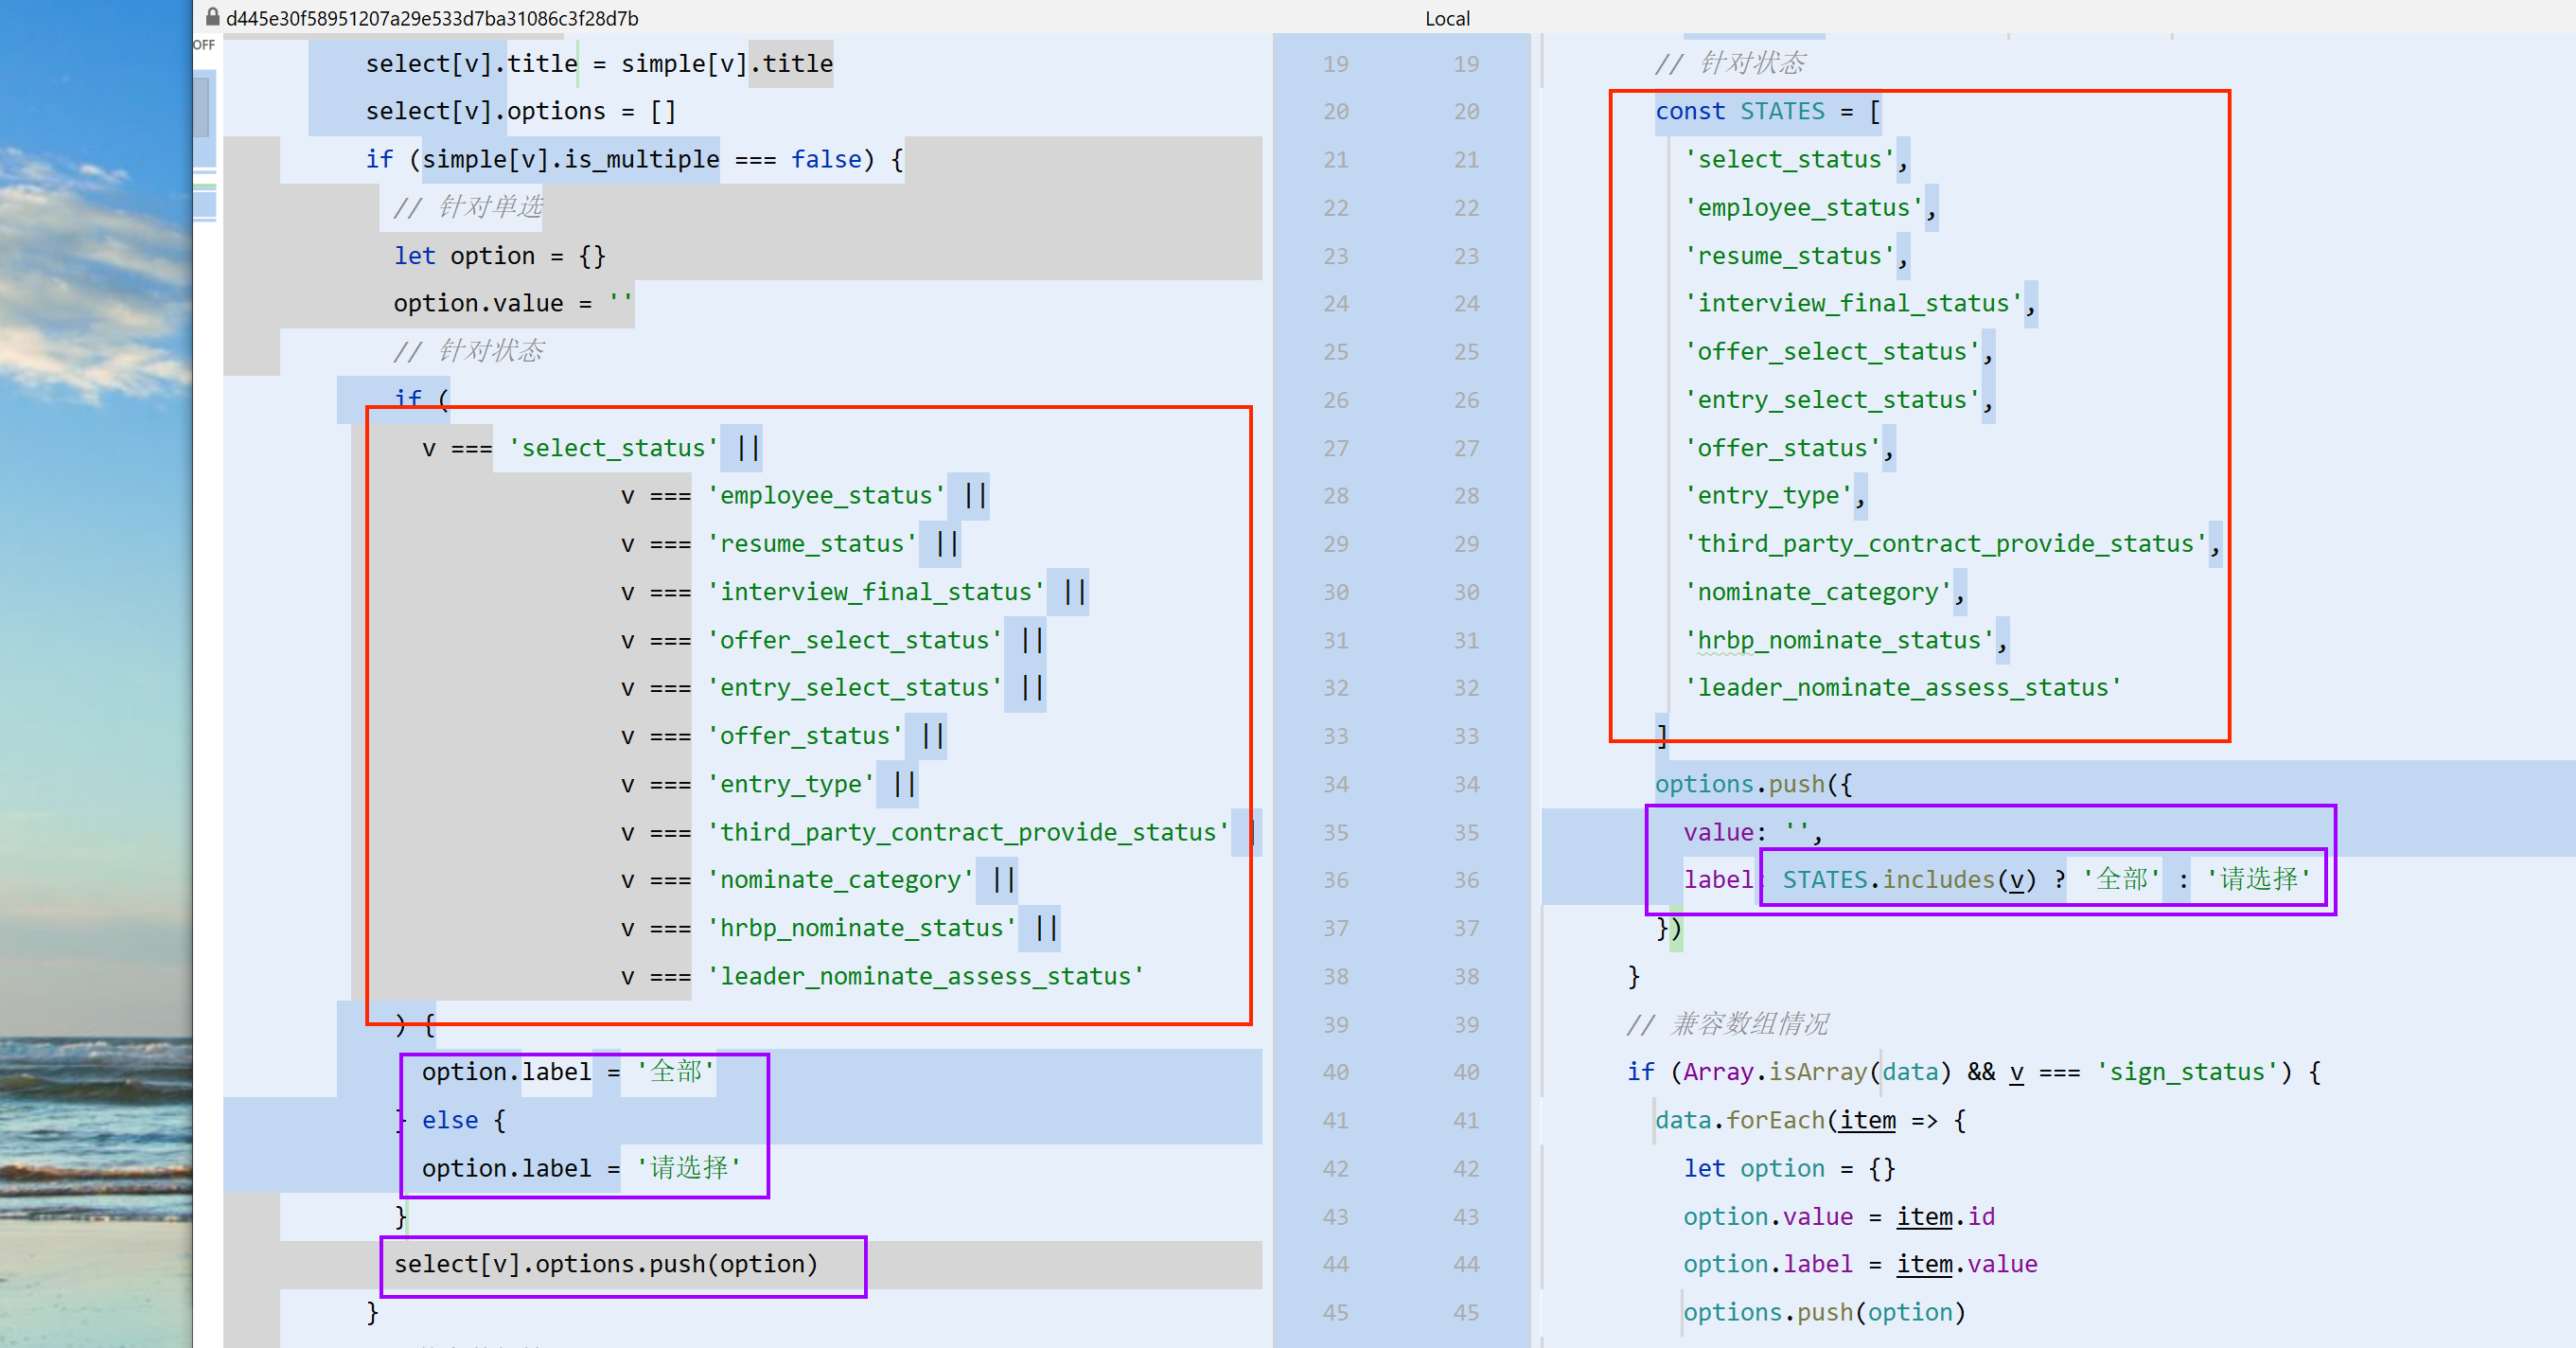 d445e30f58951207a29e533d7ba31086c3f28d7b
Local
OFF
select[v].title = simple[v].title
select[v].options = []
if (simple[v].is_multiple === false) {
// 针对单选
let option = {}
option.value = ''
// 针对状态
if (
v === 'select_status' ||
v === 'employee_status' ||
v === 'resume_status' ||
v === 'interview_final_status' ||
v === 'offer_select_status' ||
v === 'entry_select_status' ||
v === 'offer_status' ||
v === 'entry_type' ||
v === 'third_party_contract_provide_status'
v === 'nominate_category' ||
v === 'hrbp_nominate_status' ||
v === 'leader_nominate_assess_status'
) {
option.label = '全部'
} else {
option.label = '请选择'
}
select[v].options.push(option)
}
19 19
20 20
21 21
22 22
23 23
24 24
25 25
26 26
27 27
28 28
29 29
30 30
31 31
32 32
33 33
34 34
35 35
36 36
37 37
38 38
39 39
40 40
41 41
42 42
43 43
44 44
45 45
// 针对状态
const STATES = [
'select_status',
'employee_status',
'resume_status',
'interview_final_status',
'offer_select_status',
'entry_select_status',
'offer_status',
'entry_type',
'third_party_contract_provide_status',
'nominate_category',
'hrbp_nominate_status',
'leader_nominate_assess_status'
]
options.push({
value: '',
label: STATES.includes(v) ? '全部' : '请选择'
})
}
// 兼容数组情况
if (Array.isArray(data) && v === 'sign_status') {
data.forEach(item => {
let option = {}
option.value = item.id
option.label = item.value
options.push(option)